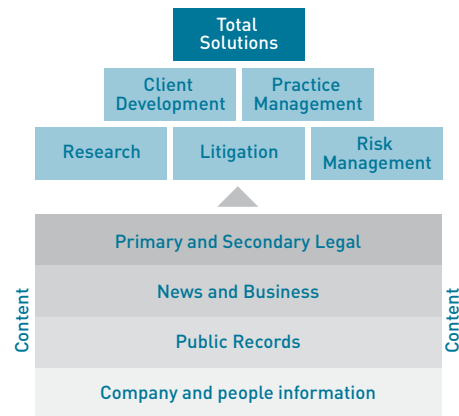 Total
Solutions
Client
Development
Practice
Management
Research
Litigation
Risk
Management
Primary and Secondary Legal
News and Business
Public Records
Company and people information
Content
Content